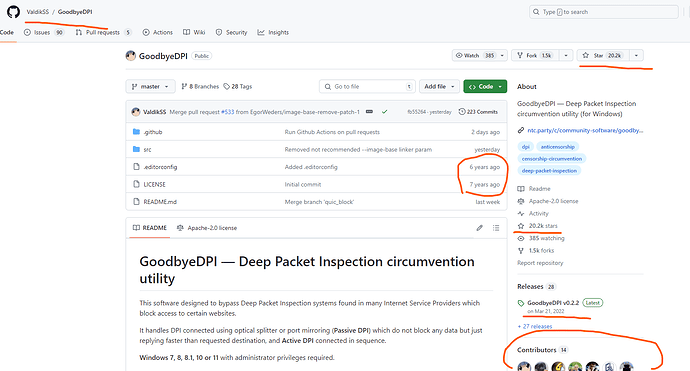 ValdikSS / GoodbyeDPI
Type / to search
Code
Issues 90
Pull requests 5
Actions
Wiki
Security
Insights
GoodbyeDPI Public
Watch 385
Fork 1.5k
Star 20.2k
master
8 Branches
28 Tags
Go to file
Add file
Code
ValdikSS Merge pull request #533 from EgorWeders/image-base-remove-patch-1
fb55264 · yesterday
223 Commits
.github Run Github Actions on pull requests 2 days ago
src Removed not recommended --image-base linker param yesterday
.editorconfig Added .editorconfig 6 years ago
LICENSE Initial commit 7 years ago
README.md Merge branch 'quic_block' last week
README
Apache-2.0 license
GoodbyeDPI — Deep Packet Inspection circumvention
utility
This software designed to bypass Deep Packet Inspection systems found in many Internet Service Providers which
block access to certain websites.
It handles DPI connected using optical splitter or port mirroring (Passive DPI) which do not block any data but just
replying faster than requested destination, and Active DPI connected in sequence.
Windows 7, 8, 8.1, 10 or 11 with administrator privileges required.
About
GoodbyeDPI — Deep Packet Inspection
circumvention utility (for Windows)
ntc.party/c/community-software/goodby...
dpi
anticensorship
censorship-circumvention
deep-packet-inspection
Readme
Apache-2.0 license
Activity
20.2k stars
385 watching
1.5k forks
Report repository
Releases 28
GoodbyeDPI v0.2.2 Latest
on Mar 21, 2022
+ 27 releases
Contributors 14